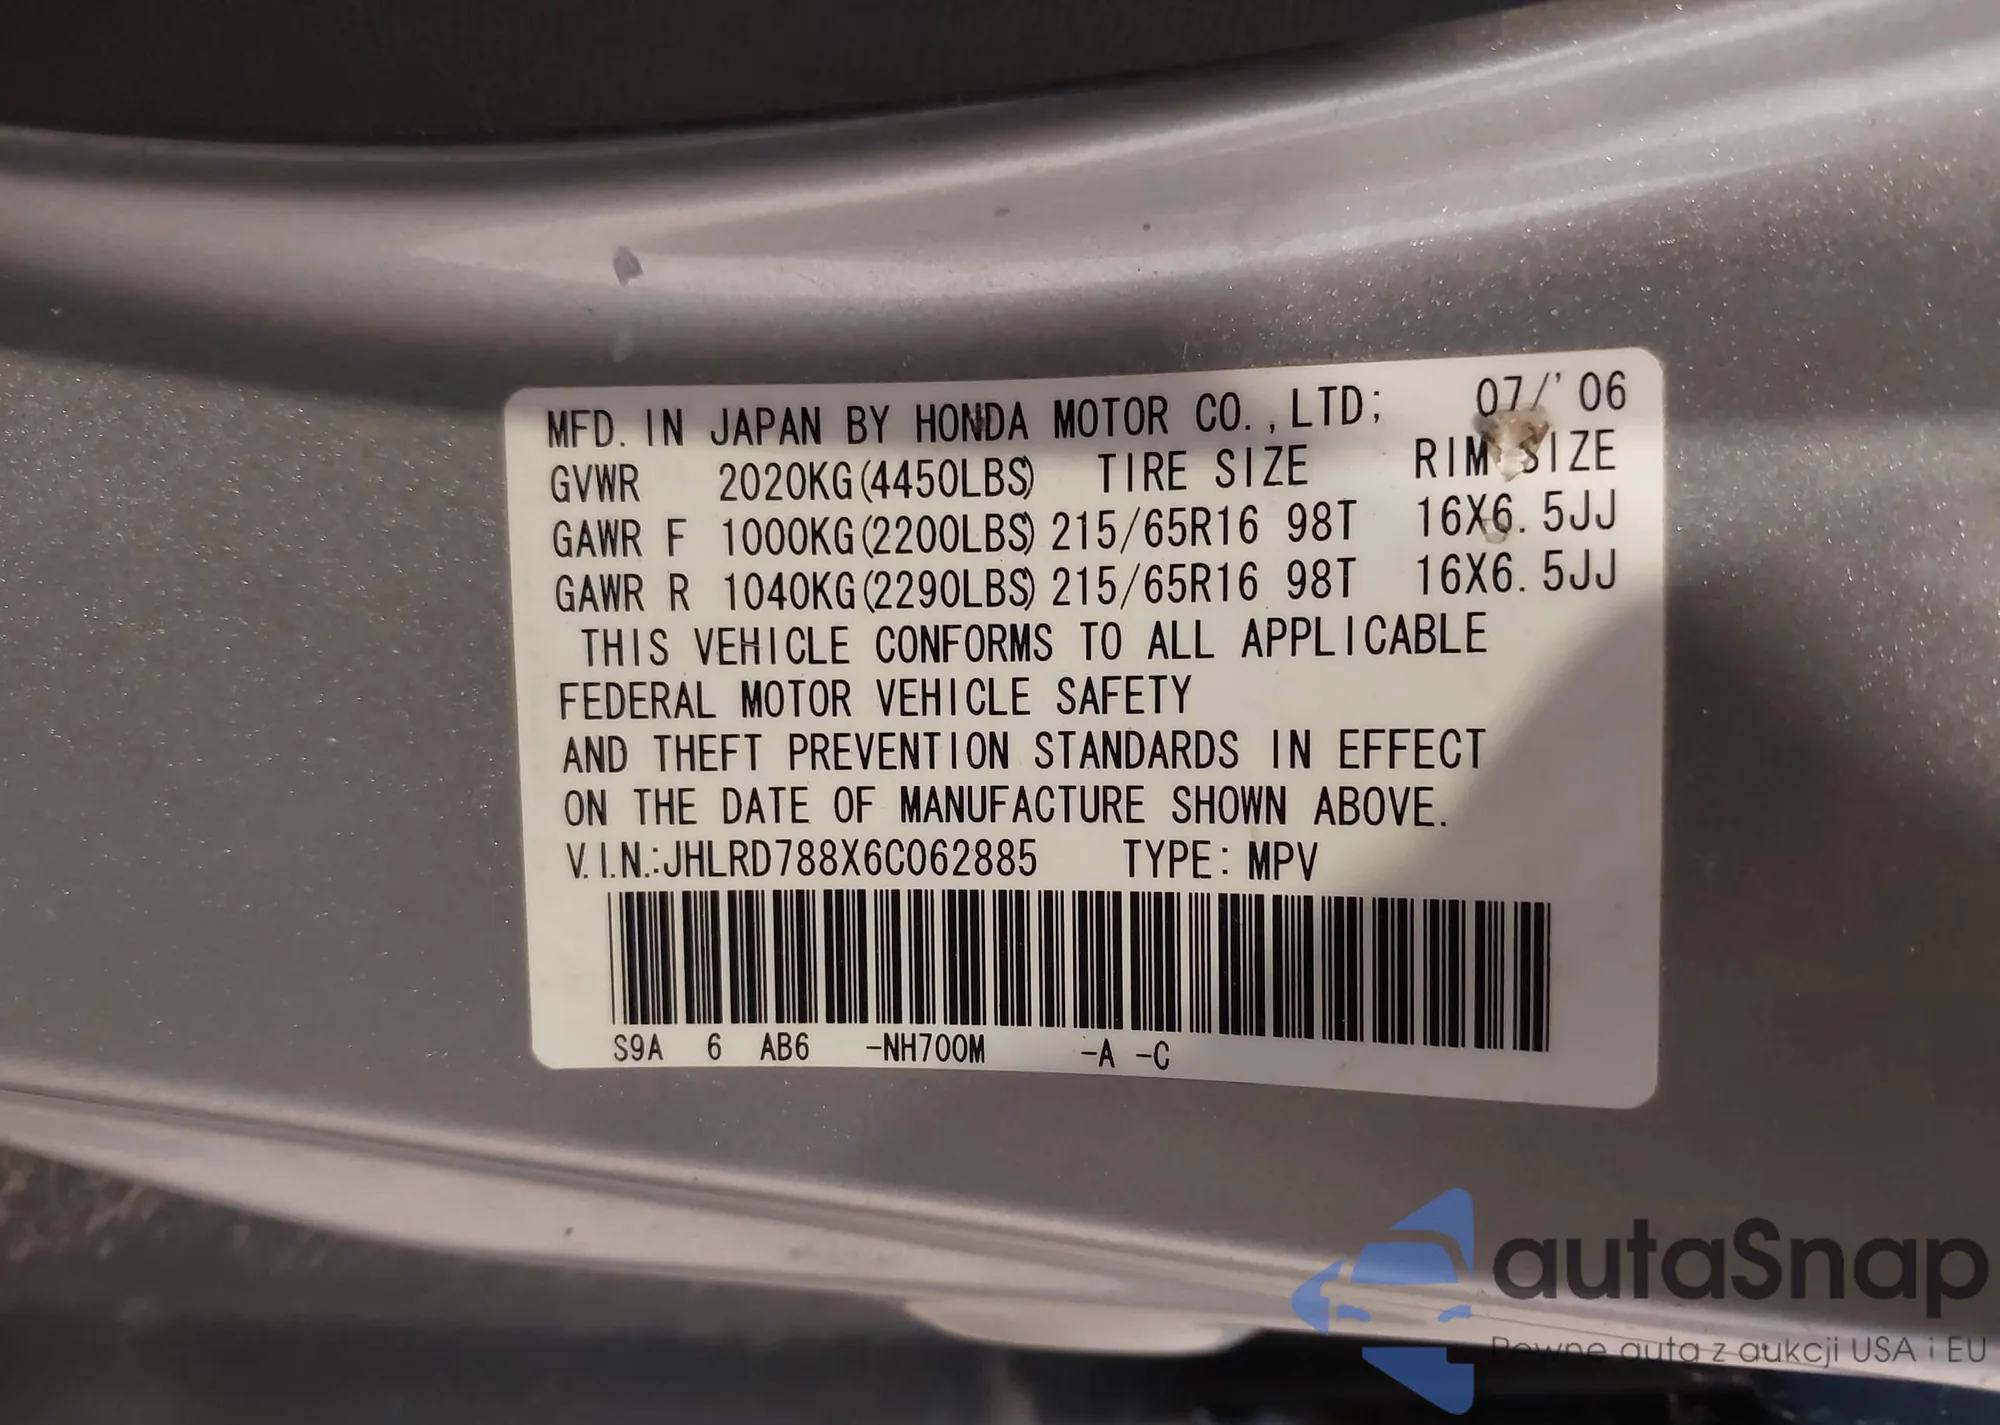 MFD. IN JAPAN BY HONDA MOTOR CO.,LTD; 07/'06
GVWR 2020KG(4450LBS) TIRE SIZE RIM SIZE
GAWR F 1000KG(2200LBS) 215/65R16 98T 16X6.5JJ
GAWR R 1040KG(2290LBS) 215/65R16 98T 16X6.5JJ
THIS VEHICLE CONFORMS TO ALL APPLICABLE
FEDERAL MOTOR VEHICLE SAFETY
AND THEFT PREVENTION STANDARDS IN EFFECT
ON THE DATE OF MANUFACTURE SHOWN ABOVE.
V.I.N.:JHLRD788X6C062885 TYPE: MPV
S9A 6 AB6 -NH700M -A -C
autaSnap
Pewne auta z aukcji USA i EU